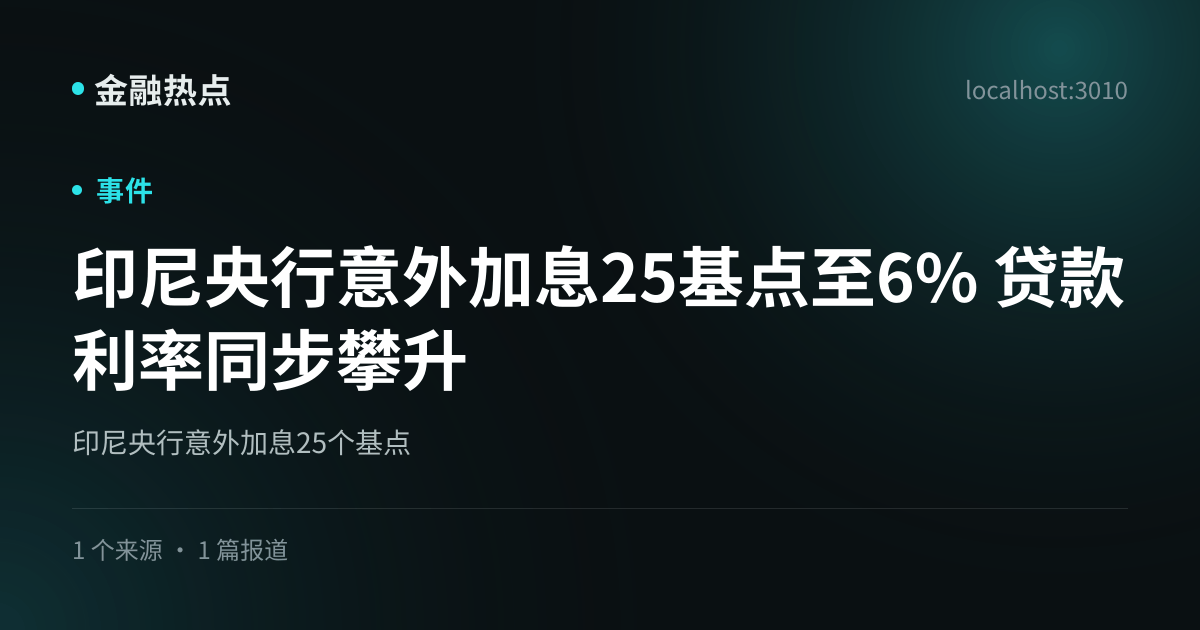 金融热点
localhost:3010
事件
印尼央行意外加息25基点至6% 贷款
利率同步攀升
印尼央行意外加息25个基点
1 个来源 · 1 篇报道